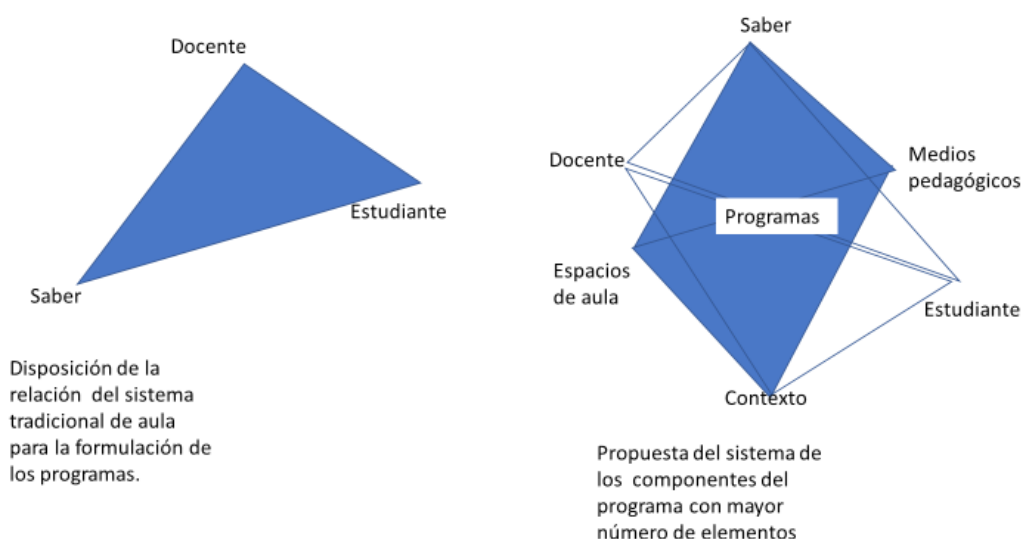 Docente
Estudiante
Saber
Disposición de la
relación del sistema
tradicional de aula
para la formulación de
los programas.
Saber
Docente
Medios
pedagógicos
Programas
Espacios
de aula
Estudiante
Contexto
Propuesta del sistema de
los componentes del
programa con mayor
número de elementos